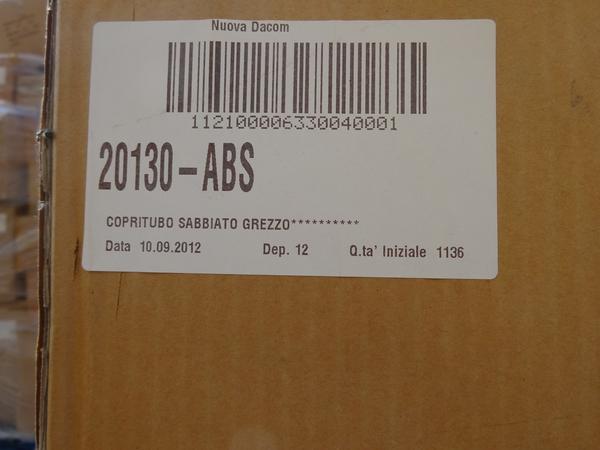 Nuova Dacom
112100006330040001
20130-ABS
COPRITUBO SABBIATO GREZZO**********
Data 10.09.2012 Dep. 12 Q.ta' Iniziale 1136